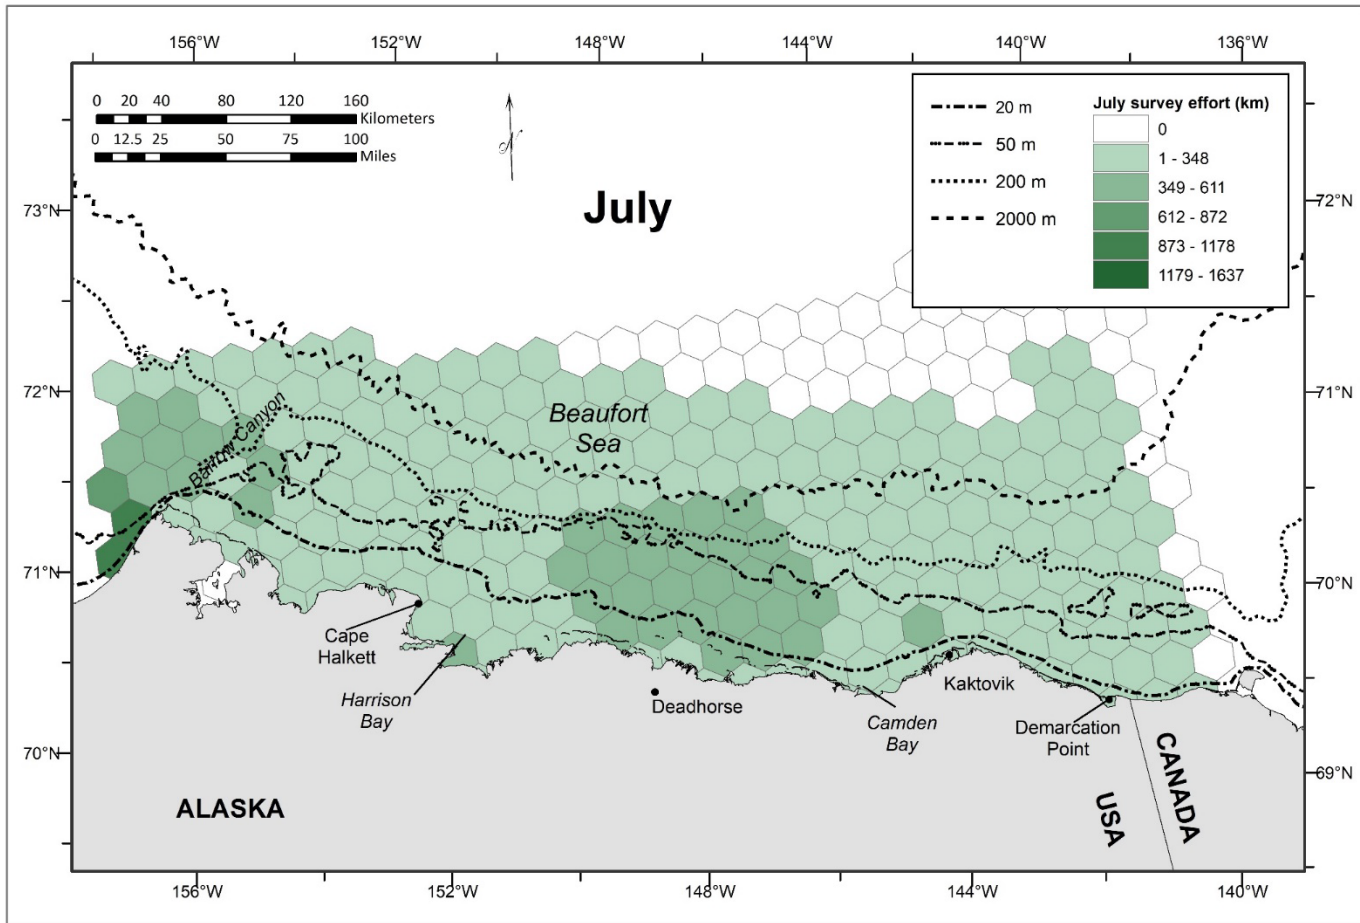 156°W 152°W 148°W 144°W 140°W 136°W
0 20 40 80 120 160
Kilometers
0 12.5 25 50 75 100
Miles
N
July
20 m
50 m
200 m
2000 m
July survey effort (km)
0
1 - 348
349 - 611
612 - 872
873 - 1178
1179 - 1637
73°N
72°N
71°N
70°N
72°N
71°N
70°N
69°N
Beaufort
Sea
Barrow Canyon
Cape
Halkett
Harrison
Bay
Deadhorse
Camden
Bay
Kaktovik
Demarcation
Point
ALASKA
USA
CANADA
156°W 152°W 148°W 144°W 140°W